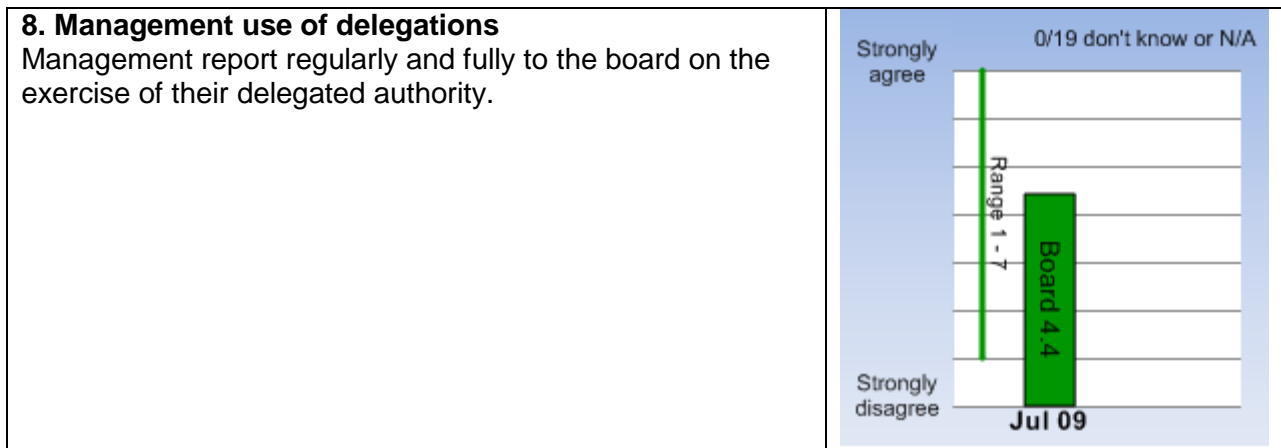 8. Management use of delegations
Management report regularly and fully to the board on the
exercise of their delegated authority.
0/19 don't know or N/A
Strongly
agree
Range 1 - 7
Board 4.4
Strongly
disagree
Jul 09